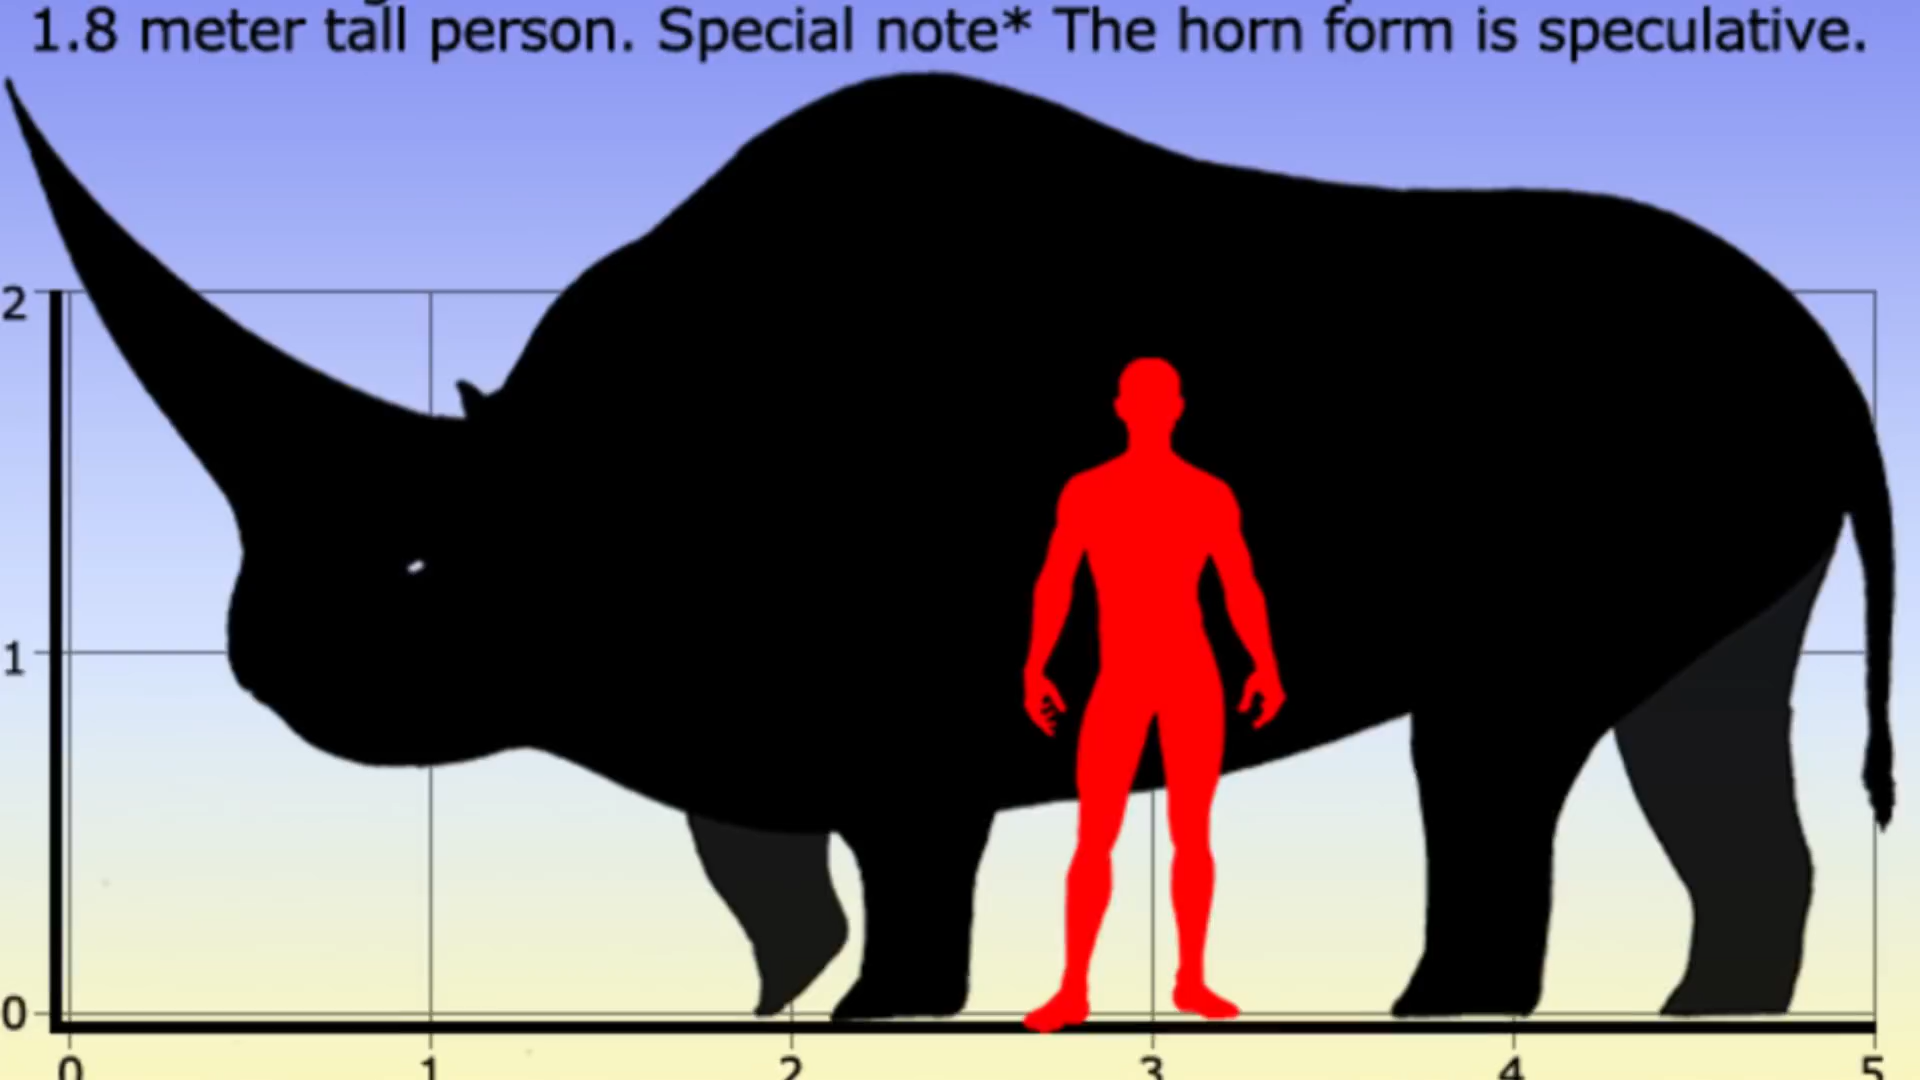 1.8 meter tall person. Special note* The horn form is speculative.
2
1
0
0 1 2 3 4 5